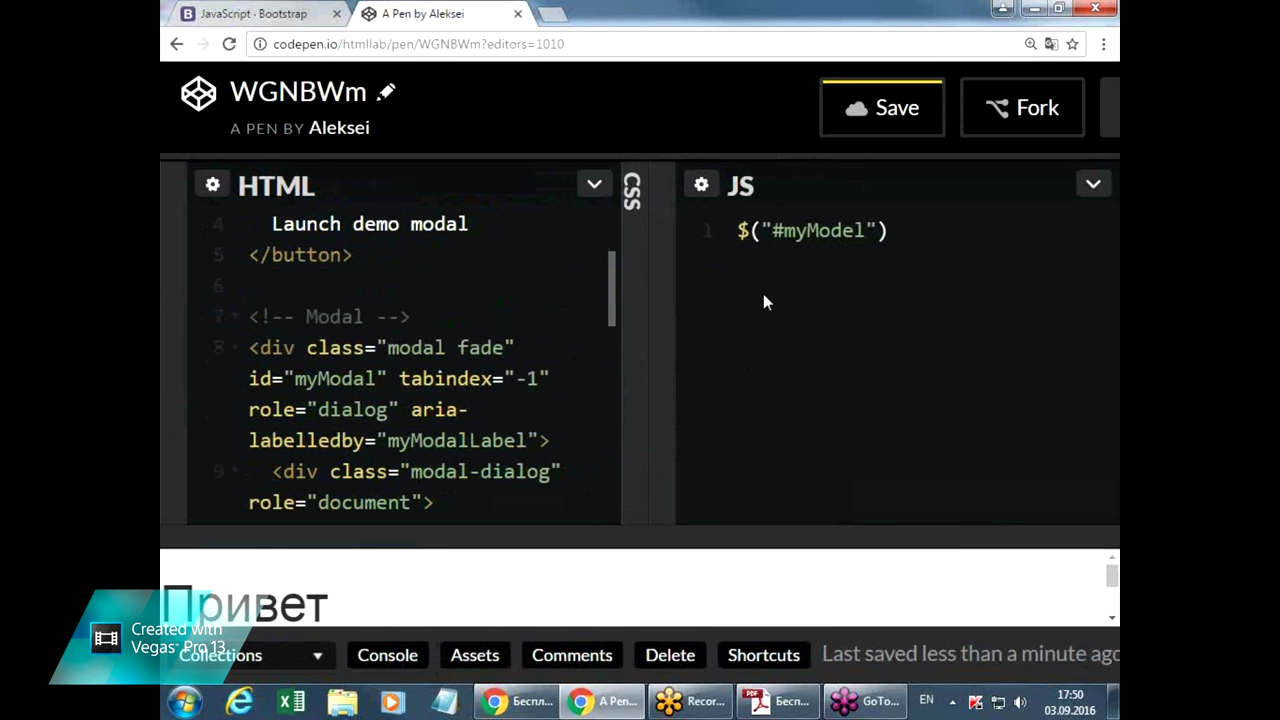 JavaScript · Bootstrap
A Pen by Aleksei
codepen.io/htmllab/pen/WGNBWm?editors=1010
WGNBWm
A PEN BY Aleksei
Save
Fork
HTML
CSS
JS
4 Launch demo modal
5 </button>
6
7 <!-- Modal -->
8 <div class="modal fade"
id="myModal" tabindex="-1"
role="dialog" aria-
labelledby="myModalLabel">
9 <div class="modal-dialog"
role="document">
1 $("#myModel")
Привет
Created with
Vegas Pro 13
Collections
Console
Assets
Comments
Delete
Shortcuts
Last saved less than a minute ago
Беспл...
A Pen...
Recor...
PDF
Бесп...
GoTo...
EN
17:50
03.09.2016